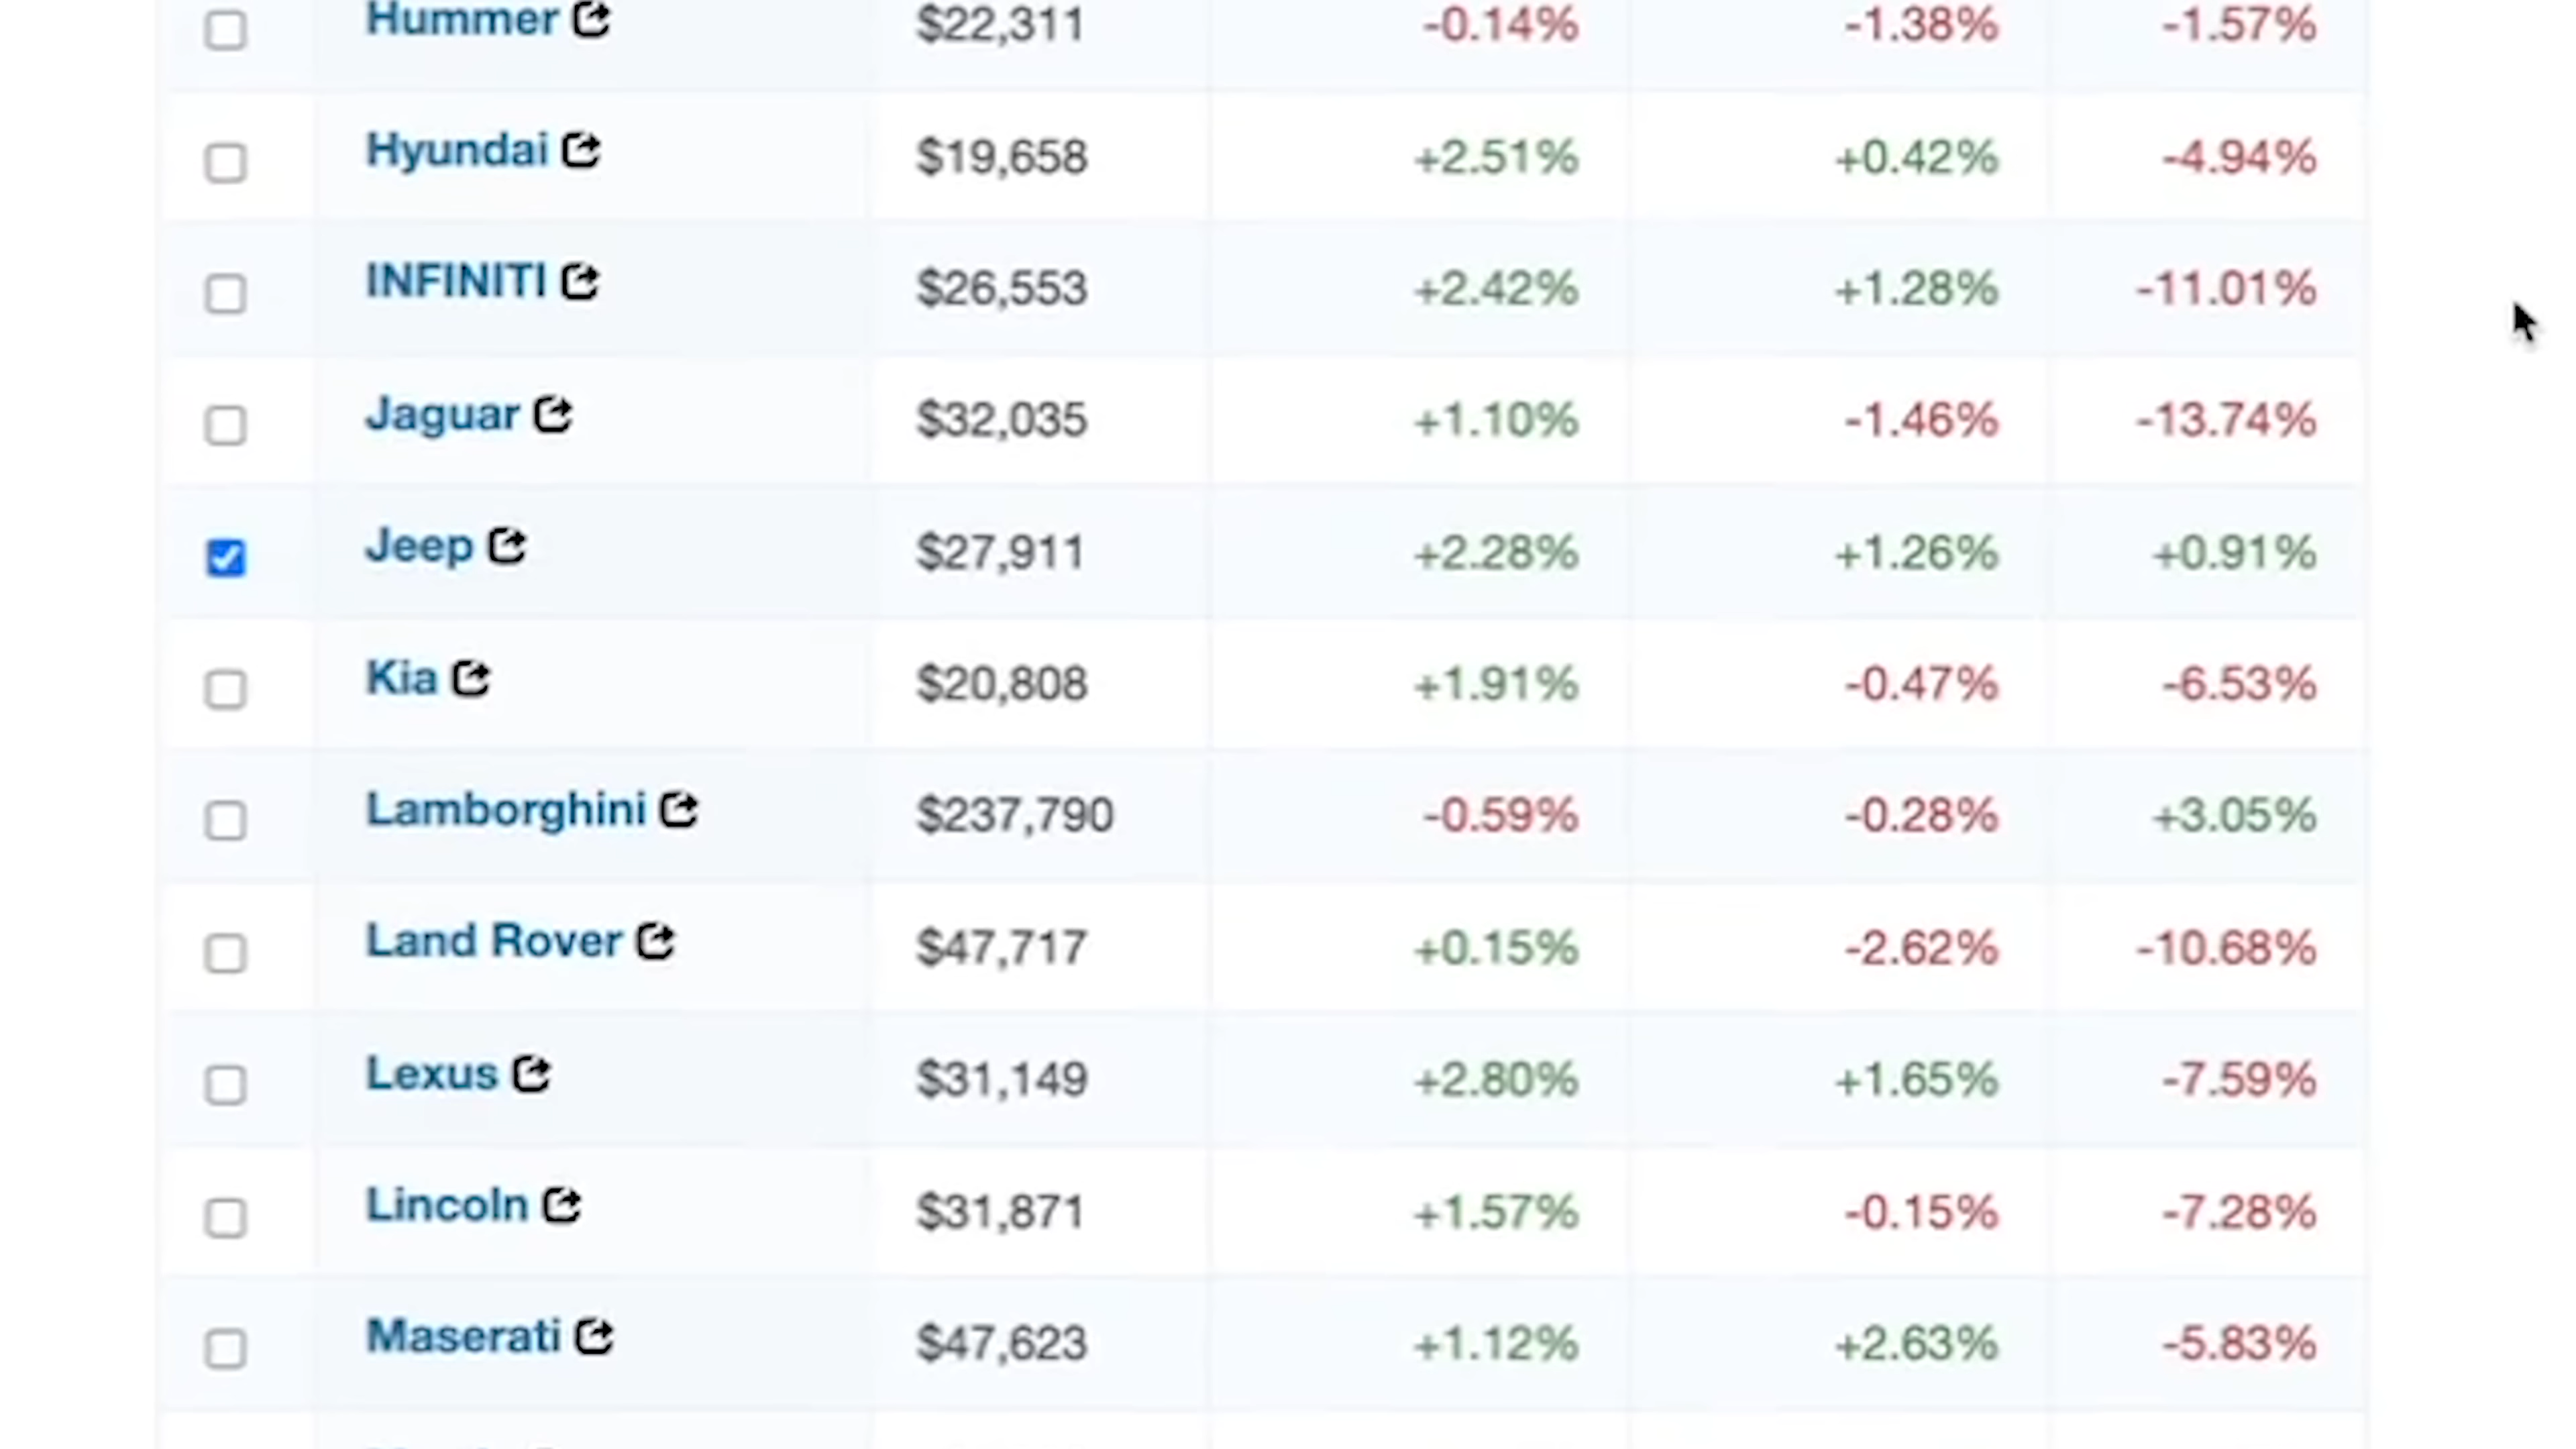 Hummer $22,311 -0.14% -1.38% -1.57%
Hyundai $19,658 +2.51% +0.42% -4.94%
INFINITI $26,553 +2.42% +1.28% -11.01%
Jaguar $32,035 +1.10% -1.46% -13.74%
Jeep $27,911 +2.28% +1.26% +0.91%
Kia $20,808 +1.91% -0.47% -6.53%
Lamborghini $237,790 -0.59% -0.28% +3.05%
Land Rover $47,717 +0.15% -2.62% -10.68%
Lexus $31,149 +2.80% +1.65% -7.59%
Lincoln $31,871 +1.57% -0.15% -7.28%
Maserati $47,623 +1.12% +2.63% -5.83%